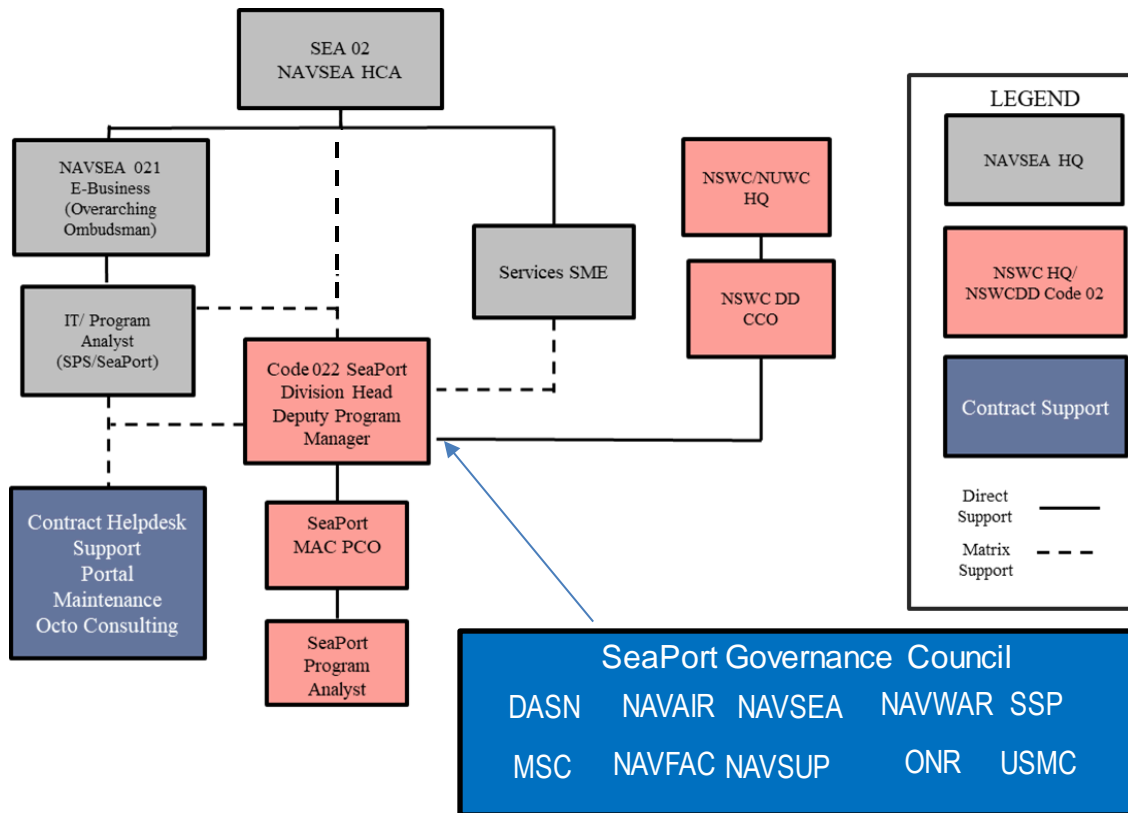 SEA 02
NAVSEA HCA
NAVSEA 021
E-Business
(Overarching
Ombudsman)
IT/ Program
Analyst
(SPS/SeaPort)
Services SME
NSWC/NUWC
HQ
NSWC DD
CCO
Code 022 SeaPort
Division Head
Deputy Program
Manager
Contract Helpdesk
Support
Portal
Maintenance
Octo Consulting
SeaPort
MAC PCO
SeaPort
Program
Analyst
LEGEND
NAVSEA HQ
NSWC HQ/
NSWCDD Code 02
Contract Support
Direct
Support
Matrix
Support
SeaPort Governance Council
DASN NAVAIR NAVSEA NAVWAR SSP
MSC NAVFAC NAVSUP ONR USMC